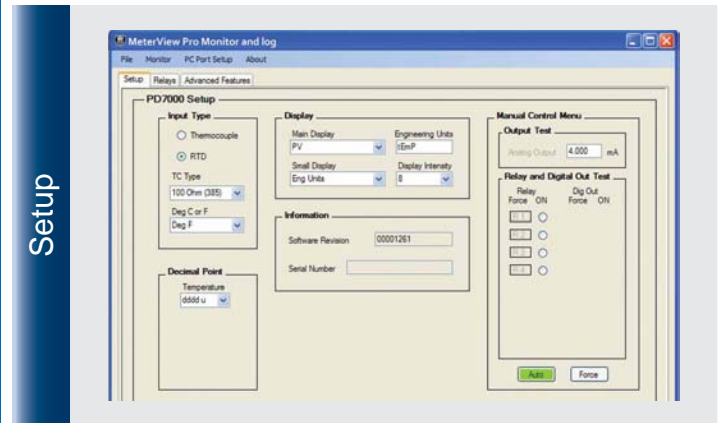 Setup
MeterView Pro Monitor and log
File Monitor PC Port Setup About
Setup Relays Advanced Features
PD7000 Setup
Input Type
Thermocouple
RTD
TC Type
100 Ohm (385)
Deg C or F
Deg F
Decimal Point
Temperature
dddd u
Display
Main Display Engineering Units
PV tEmP
Small Display Display Intensity
Eng Units 8
Information
Software Revision 00001261
Serial Number
Manual Control Menu
Output Test
Analog Output 4.000 mA
Relay and Digital Out Test
Relay Dig Out
Force ON Force ON
R 1
R 2
R 3
R 4
Auto Force